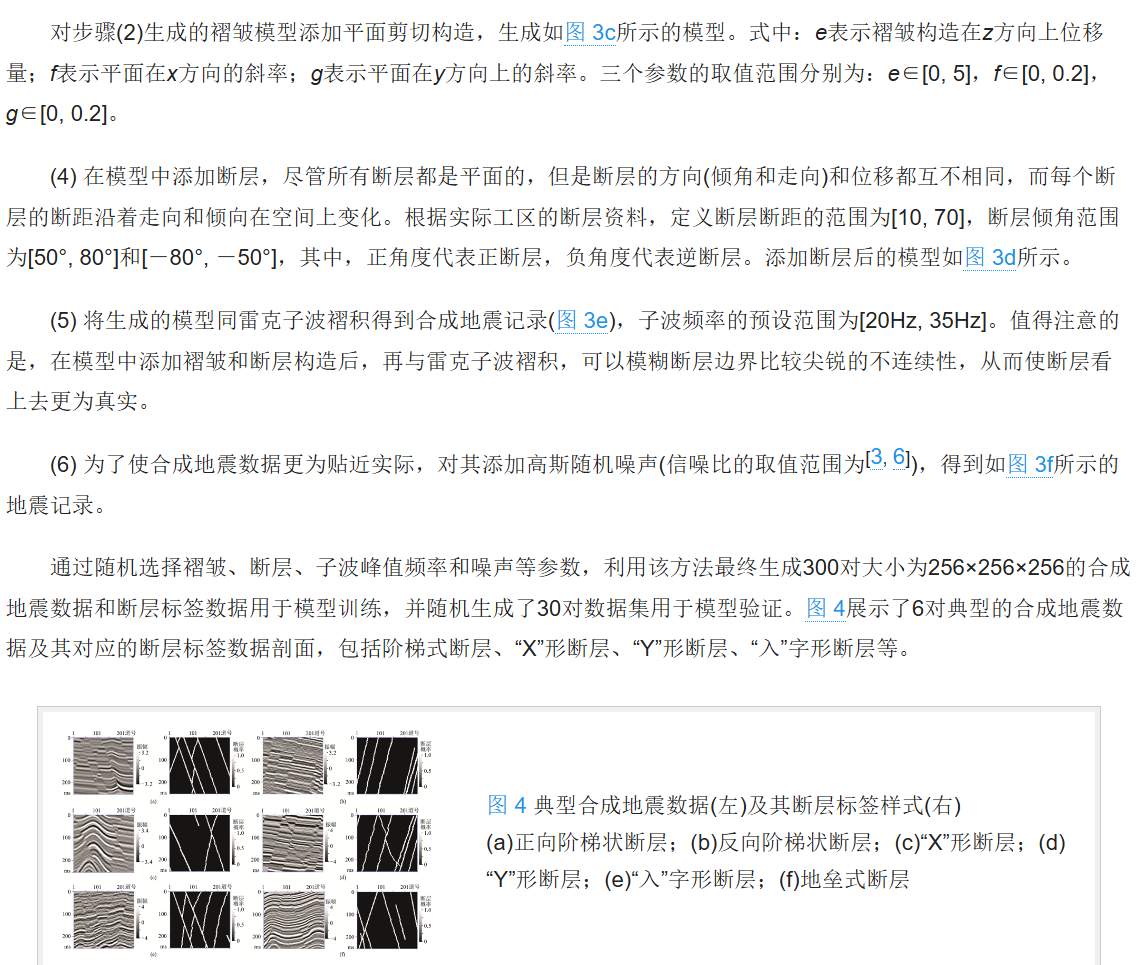 对步骤(2)生成的褶皱模型添加平面剪切构造，生成如图 3c所示的模型。式中：e表示褶皱构造在z方向上位移
量；f表示平面在x方向的斜率；g表示平面在y方向上的斜率。三个参数的取值范围分别为：e∈[0, 5]，f∈[0, 0.2]，
g∈[0, 0.2]。
(4) 在模型中添加断层，尽管所有断层都是平面的，但是断层的方向(倾角和走向)和位移都互不相同，而每个断
层的断距沿着走向和倾向在空间上变化。根据实际工区的断层资料，定义断层断距的范围为[10, 70]，断层倾角范围
为[50°, 80°]和[－80°, －50°]，其中，正角度代表正断层，负角度代表逆断层。添加断层后的模型如图 3d所示。
(5) 将生成的模型同雷克子波褶积得到合成地震记录(图 3e)，子波频率的预设范围为[20Hz, 35Hz]。值得注意的
是，在模型中添加褶皱和断层构造后，再与雷克子波褶积，可以模糊断层边界比较尖锐的不连续性，从而使断层看
上去更为真实。
(6) 为了使合成地震数据更为贴近实际，对其添加高斯随机噪声(信噪比的取值范围为[3, 6])，得到如图 3f所示的
地震记录。
通过随机选择褶皱、断层、子波峰值频率和噪声等参数，利用该方法最终生成300对大小为256×256×256的合成
地震数据和断层标签数据用于模型训练，并随机生成了30对数据集用于模型验证。图 4展示了6对典型的合成地震数
据及其对应的断层标签数据剖面，包括阶梯式断层、“X”形断层、“Y”形断层、“入”字形断层等。
1 101 201道号 1 101 201道号 1 101 201道号 1 101 201道号
(a) (b)
(c) (d)
(e) (f)
图 4 典型合成地震数据(左)及其断层标签样式(右)
(a)正向阶梯状断层；(b)反向阶梯状断层；(c)“X”形断层；(d)
“Y”形断层；(e)“入”字形断层；(f)地垒式断层